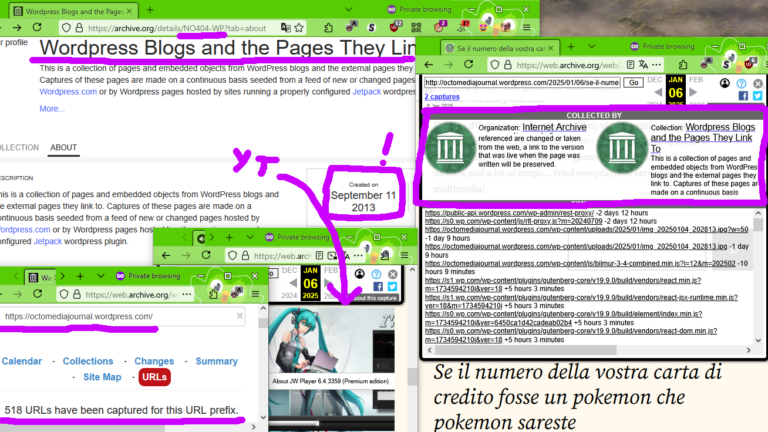 Wordpress Blogs and the Pages
Private browsing
https://archive.org/details/NO404-WP?tab=about
r profile
Wordpress Blogs and the Pages They Lin
This is a collection of pages and embedded objects from WordPress blogs and the external pages they
Captures of these pages are made on a continuous basis seeded from a feed of new or changed pages
Wordpress.com or by Wordpress pages hosted by sites running a properly configured Jetpack wordpress
More...
COLLECTION
ABOUT
DESCRIPTION
his is a collection of pages and embedded objects from WordPress blogs and
e external pages they link to. Captures of these pages are made on a
ntinuous basis seeded from a feed of new or changed pages hosted by
ordpress.com or by Wordpress pages hosted by sites running a properly
onfigured Jetpack wordpress plugin.
Created on
September 11
2013
!
YT
Se il numero della vostra car
Private browsing
https://web.archive.org
http://octomediajournal.wordpress.com/2025/01/06/se-il-nume
Go
DEC
JAN
FEB
2 captures
06
2024
2025
2026
COLLECTED BY
Organization: Internet Archive
referenced are changed or taken
from the web, a link to the version
that was live when the page was
written will be preserved.
Collection: Wordpress Blogs
and the Pages They Link
To
This is a collection of pages and
embedded objects from WordPress
blogs and the external pages they
link to. Captures of these pages are
made on a continuous basis
https://public-api.wordpress.com/wp-admin/rest-proxy/ -2 days 12 hours
https://s0.wp.com/wp-content/js/rlt-proxy.js?m=20240709 -2 days 12 hours
https://octomediajournal.wordpress.com/wp-content/uploads/2025/01/img_20250104_202813.jpg?w=50
-1 day 9 hours
https://octomediajournal.wordpress.com/wp-content/uploads/2025/01/img_20250104_202813.jpg -1 day
9 hours
https://s0.wp.com/wp-content/js/bilmur-3-4-combined.min.js?i=12&m=202502 -10
hours 9 minutes
https://s1.wp.com/wp-content/plugins/gutenberg-core/v19.9.0/build/vendors/react.min.js?
m=1734594210&ver=18 +5 hours 3 minutes
https://s1.wp.com/wp-content/plugins/gutenberg-core/v19.9.0/build/vendors/react-jsx-runtime.min.js?
ver=18&m=1734594210i +5 hours 3 minutes
https://s0.wp.com/wp-content/plugins/gutenberg-core/v19.9.0/build/element/index.min.js?
m=1734594210i&ver=6450ca1d42cadeab02b4 +5 hours 3 minutes
https://s0.wp.com/wp-content/plugins/gutenberg-core/v19.9.0/build/vendors/react-dom.min.js?
m=1734594210&ver=18 +5 hours 3 minutes
Se il numero della vostra carta di
credito fosse un pokemon che
pokemon sareste
Private browsing
https://web.arc
DEC
JAN
FEB
06
2024
2025
2026
About this capture
About JW Player 6.4.3359 (Premium edition)
Private browsing
https://web.archive.org/w
https://octomediajournal.wordpress.com/
Calendar · Collections · Changes · Summary
· Site Map · URLs
518 URLs have been captured for this URL prefix.